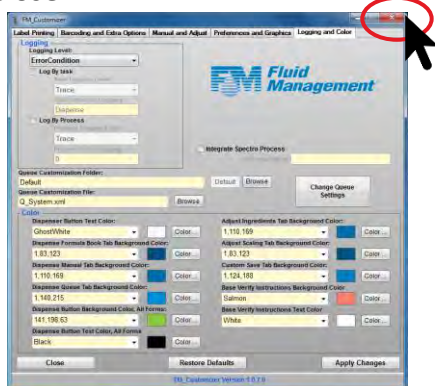 FM_Customizer
Label Printing Barcoding and Extra Options Manual and Adjust Preferences and Graphics Logging and Color
Logging
Logging Level:
ErrorCondition
Log By task
Trace
Dispense
Log By Process
Trace
0
Fluid
Management
Integrate Spectro Process
Queue Customization Folder:
Default Default Browse
Queue Customization File:
Q_System.xml Browse
Change Queue
Settings
Color
Dispenser Button Text Color:
GhostWhite Color...
Dispense Formula Book Tab Background Color:
1,83,123 Color...
Dispense Manual Tab Background Color:
1,110,169 Color...
Dispense Queue Tab Background Color:
1,140,215 Color...
Dispense Button Background Color, All Forms:
141,198,63 Color...
Dispense Button Text Color, All Forms
Black Color...
Adjust Ingredients Tab Background Color:
1,110,169 Color...
Adjust Scaling Tab Background Color:
1,83,123 Color...
Custom Save Tab Background Color:
1,124,188 Color...
Base Verify Instructions Background Color:
Salmon Color...
Base Verify Instructions Text Color
White Color...
Close Restore Defaults Apply Changes